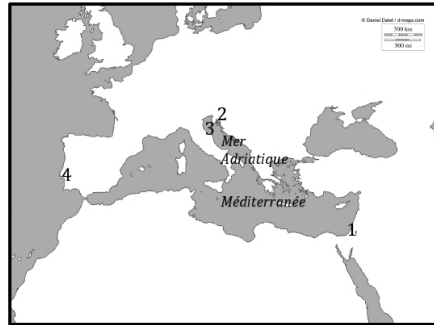 © Daniel Dalet / d-maps.com
500 km
300 mi
2
3
Mer
Adriatique
4
Méditerranée
1